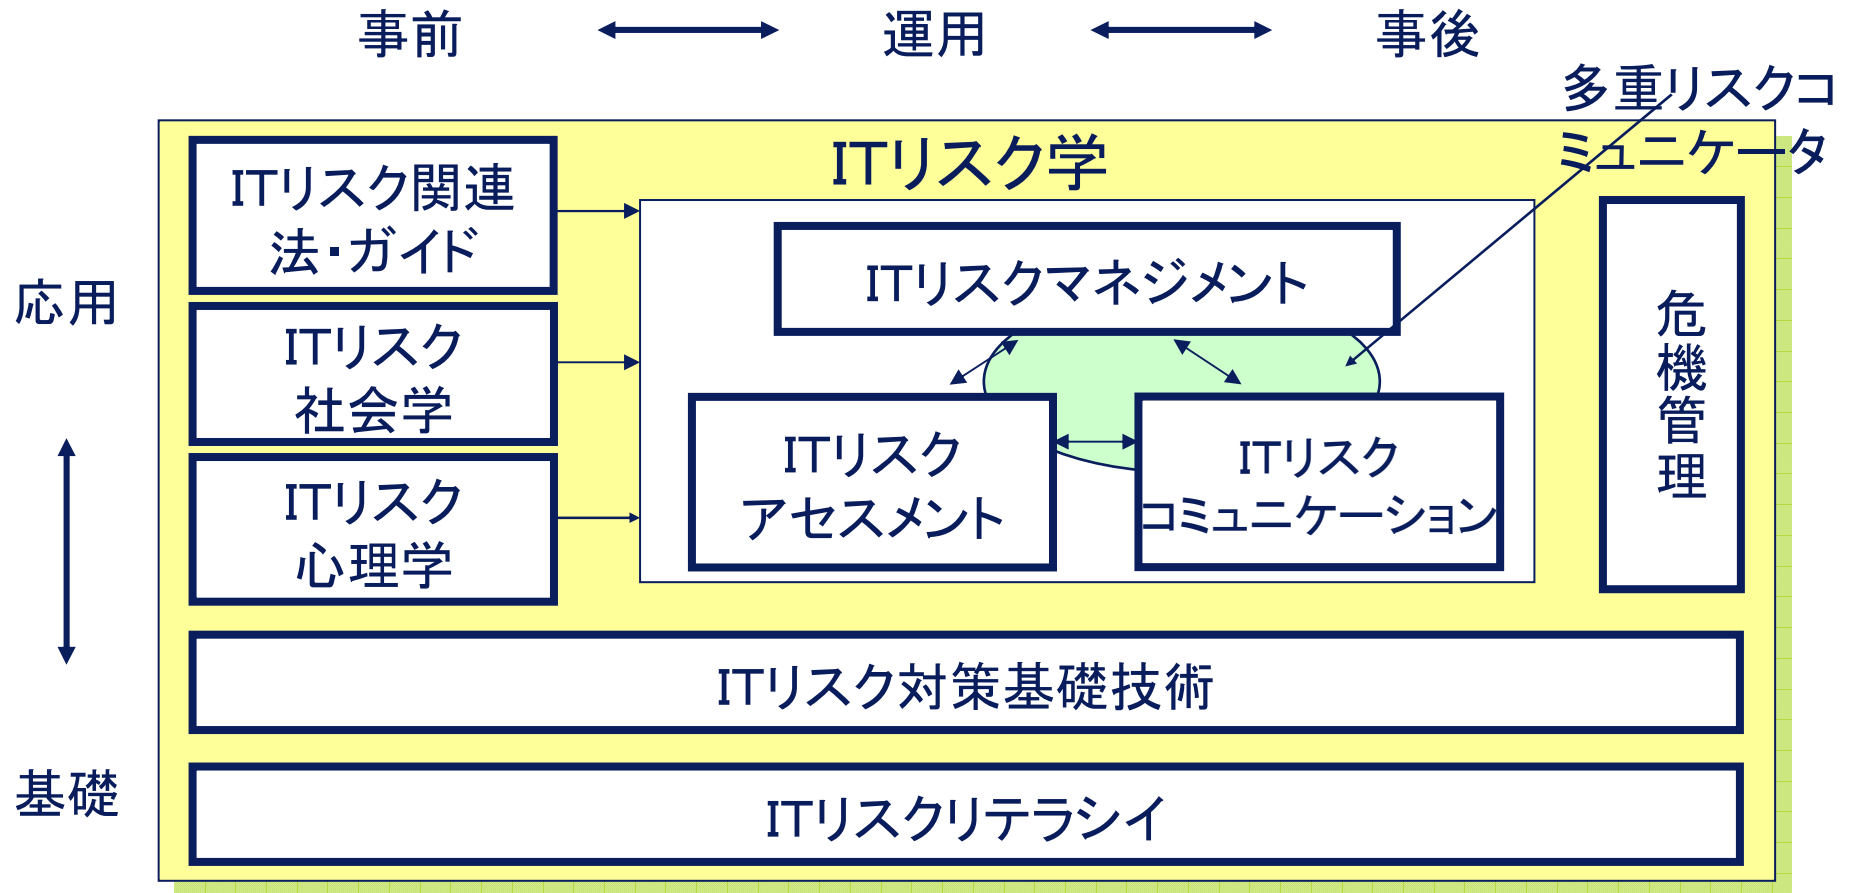 事前
運用
事後
多重リスクコ
ミュニケータ
ITリスク学
ITリスク関連
法・ガイド
ITリスク
社会学
ITリスク
心理学
ITリスクマネジメント
ITリスク
アセスメント
ITリスク
コミュニケーション
危
機
管
理
応用
基礎
ITリスク対策基礎技術
ITリスクリテラシイ